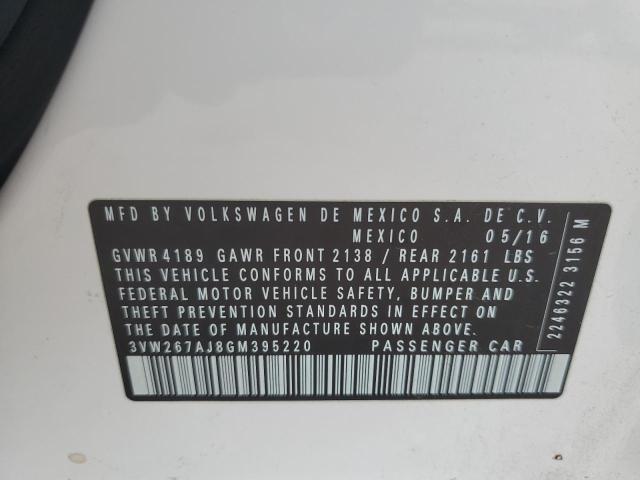 MFD BY VOLKSWAGEN DE MEXICO S.A. DE C.V.
MEXICO 05/16
GVWR 4189 GAWR FRONT 2138 / REAR 2161 LBS
THIS VEHICLE CONFORMS TO ALL APPLICABLE U.S.
FEDERAL MOTOR VEHICLE SAFETY, BUMPER AND
THEFT PREVENTION STANDARDS IN EFFECT ON
THE DATE OF MANUFACTURE SHOWN ABOVE.
3VW267AJ8GM395220 PASSENGER CAR
2246322 3156 M